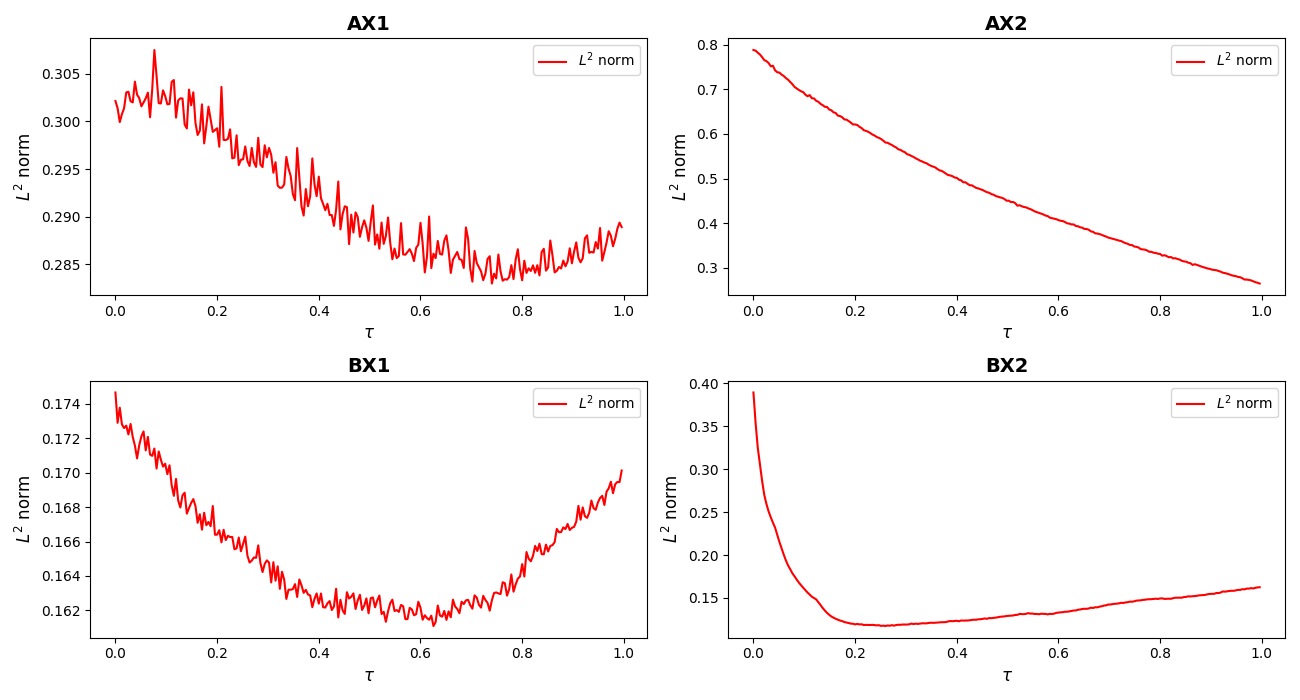 AX1
L² norm
0.305
0.300
0.295
0.290
0.285
L² norm
0.0 0.2 0.4 0.6 0.8 1.0
τ
AX2
L² norm
0.8
0.7
0.6
0.5
0.4
0.3
L² norm
0.0 0.2 0.4 0.6 0.8 1.0
τ
BX1
L² norm
0.174
0.172
0.170
0.168
0.166
0.164
0.162
L² norm
0.0 0.2 0.4 0.6 0.8 1.0
τ
BX2
L² norm
0.40
0.35
0.30
0.25
0.20
0.15
L² norm
0.0 0.2 0.4 0.6 0.8 1.0
τ